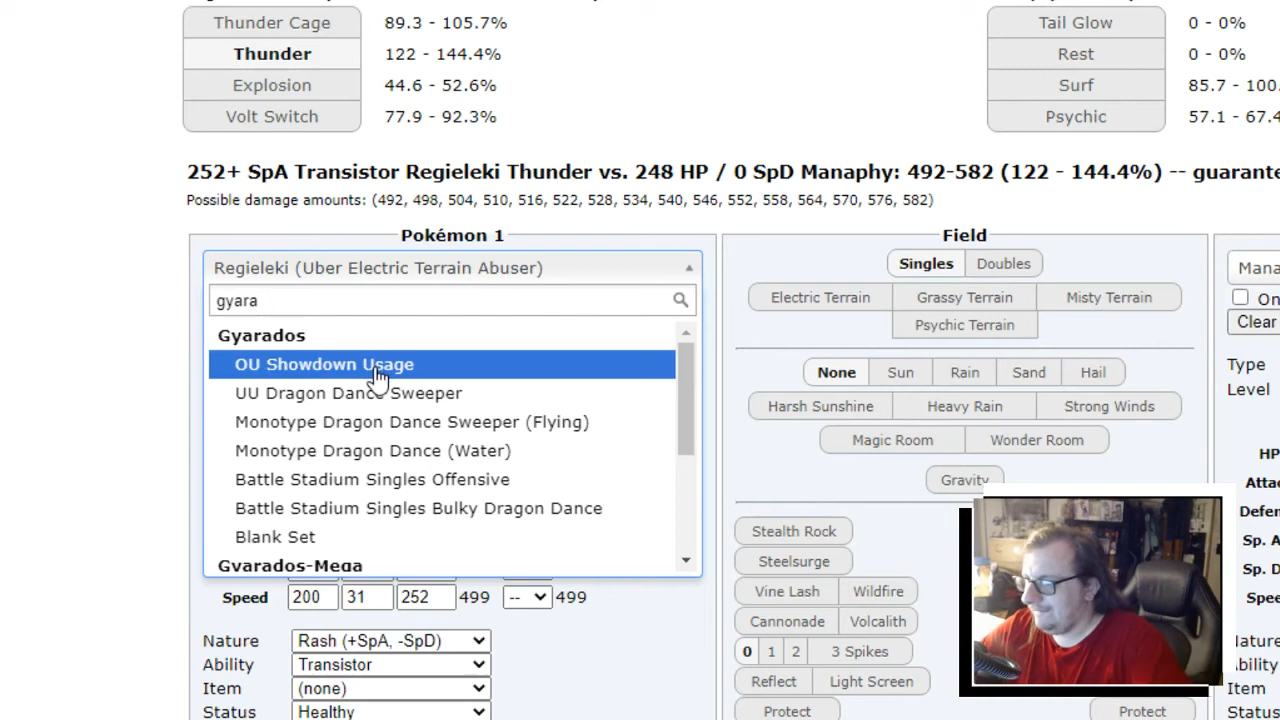 Thunder Cage 89.3 - 105.7%
Thunder 122 - 144.4%
Explosion 44.6 - 52.6%
Volt Switch 77.9 - 92.3%
Tail Glow 0 - 0%
Rest 0 - 0%
Surf 85.7 - 100.
Psychic 57.1 - 67.4
252+ SpA Transistor Regieleki Thunder vs. 248 HP / 0 SpD Manaphy: 492-582 (122 - 144.4%) -- guarante
Possible damage amounts: (492, 498, 504, 510, 516, 522, 528, 534, 540, 546, 552, 558, 564, 570, 576, 582)
Pokémon 1
Regieleki (Uber Electric Terrain Abuser)
gyara
Gyarados
OU Showdown Usage
UU Dragon Dance Sweeper
Monotype Dragon Dance Sweeper (Flying)
Monotype Dragon Dance (Water)
Battle Stadium Singles Offensive
Battle Stadium Singles Bulky Dragon Dance
Blank Set
Gyarados-Mega
Speed 200 31 252 499 -- 499
Nature Rash (+SpA, -SpD)
Ability Transistor
Item (none)
Status Healthy
Field
Singles Doubles
Electric Terrain Grassy Terrain Misty Terrain
Psychic Terrain
None Sun Rain Sand Hail
Harsh Sunshine Heavy Rain Strong Winds
Magic Room Wonder Room
Gravity
Stealth Rock
Steelsurge
Vine Lash Wildfire
Cannonade Volcalith
0 1 2 3 Spikes
Reflect Light Screen
Protect Protect
Mana
On
Clear
Type
Level
HP
Atta
Defen
Sp. A
Sp. D
Spee
Nature
Ability
Item
Status